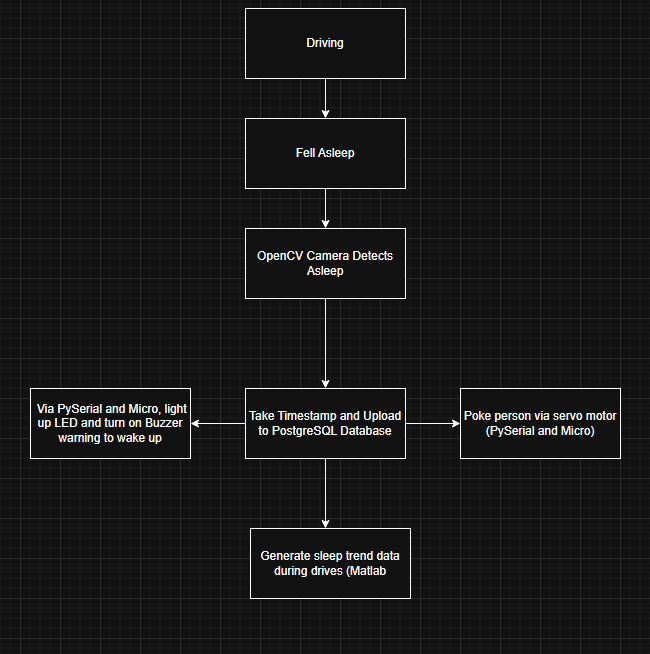 Driving
Fell Asleep
OpenCV Camera Detects
Asleep
Via PySerial and Micro, light
up LED and turn on Buzzer
warning to wake up
Take Timestamp and Upload
to PostgreSQL Database
Poke person via servo motor
(PySerial and Micro)
Generate sleep trend data
during drives (Matlab